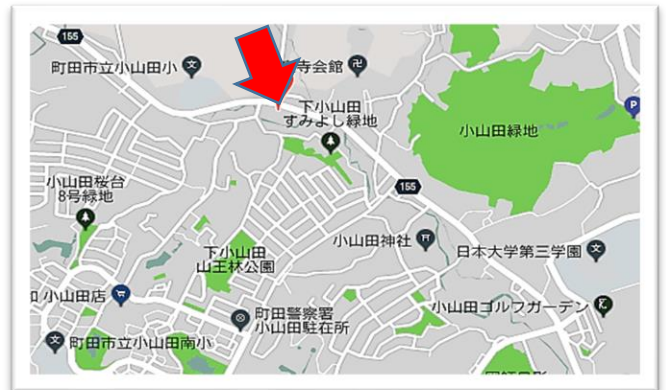 155
町田市立小山田小
寺会館
P
下小山田
すみよし緑地
小山田緑地
小山田桜台
8号緑地
155
小山田神社
日本大学第三学園
下小山田
山王林公園
小山田店
町田警察署
小山田駐在所
小山田ゴルフガーデン
町田市立小山田南小